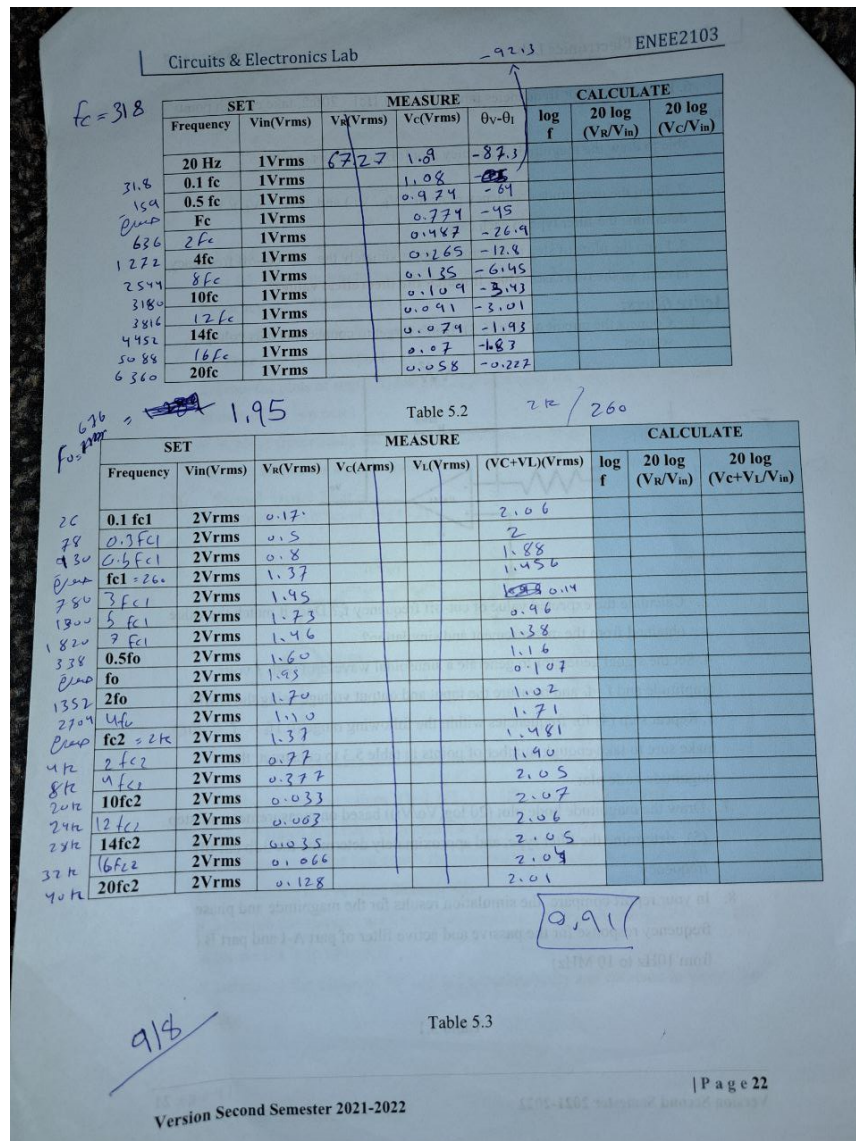 Circuits & Electronics Lab -92.3 ENEE2103
fc = 318
SET MEASURE CALCULATE
Frequency Vin(Vrms) VR(Vrms) Vc(Vrms) θV-θI log f 20 log (VR/Vin) 20 log (VC/Vin)
20 Hz 1Vrms 6727 1.09 -87.3
31.8 0.1 fc 1Vrms 1.08
159 0.5 fc 1Vrms 0.974 -64
Fc 1Vrms 0.774 -45
636 2fc 1Vrms 0.487 -26.9
1272 4fc 1Vrms 0.265 -12.8
2544 8fc 1Vrms 0.135 -6.45
3180 10fc 1Vrms 0.109 -3.43
3816 12fc 1Vrms 0.091 -3.01
4452 14fc 1Vrms 0.079 -1.93
5088 16fc 1Vrms 0.07 -1.83
6360 20fc 1Vrms 0.058 -0.227
676 = 1.95 Table 5.2 2k / 260
fo=
SET MEASURE CALCULATE
Frequency Vin(Vrms) VR(Vrms) Vc(Arms) VL(Vrms) (VC+VL)(Vrms) log f 20 log (VR/Vin) 20 log (Vc+VL/Vin)
26 0.1 fc1 2Vrms 0.17 2.06
78 0.3fc1 2Vrms 0.5 2
130 0.5fc1 2Vrms 0.8 1.88
fc1 =260 2Vrms 1.37 1.456
780 3fc1 2Vrms 1.95 0.14
1300 5fc1 2Vrms 1.73 0.96
1820 7fc1 2Vrms 1.46 1.38
338 0.5fo 2Vrms 1.60 1.16
fo 2Vrms 1.95 0.107
1352 2fo 2Vrms 1.70 1.02
2704 4fo 2Vrms 1.10 1.71
fc2 =2k 2Vrms 1.37 1.481
4k 2fc2 2Vrms 0.77 1.90
8k 4fc2 2Vrms 0.377 2.05
20k 10fc2 2Vrms 0.033 2.07
24k 12fc2 2Vrms 0.063 2.06
28k 14fc2 2Vrms 0.035 2.05
32k 16fc2 2Vrms 0.066 2.04
40k 20fc2 2Vrms 0.128 2.01
0.91
Table 5.3
9/8
| Page 22
Version Second Semester 2021-2022